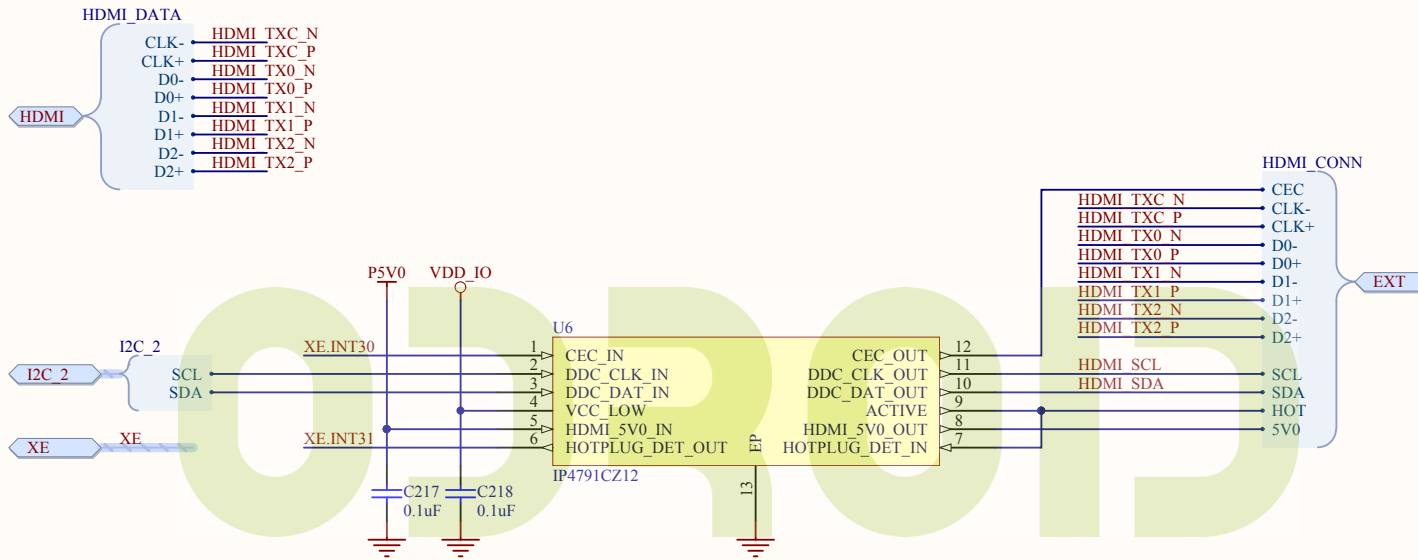 HDMI_DATA
HDMI
CLK- HDMI_TXC_N
CLK+ HDMI_TXC_P
D0- HDMI_TX0_N
D0+ HDMI_TX0_P
D1- HDMI_TX1_N
D1+ HDMI_TX1_P
D2- HDMI_TX2_N
D2+ HDMI_TX2_P
HDMI_CONN
CEC
HDMI_TXC_N CLK-
HDMI_TXC_P CLK+
HDMI_TX0_N D0-
HDMI_TX0_P D0+
HDMI_TX1_N D1-
HDMI_TX1_P D1+
HDMI_TX2_N D2-
HDMI_TX2_P D2+
HDMI_SCL SCL
HDMI_SDA SDA
HOT
5V0
EXT
P5V0 VDD_IO
I2C_2
I2C_2
SCL
SDA
XE XE
U6
XE.INT30 1 CEC_IN CEC_OUT 12
2 DDC_CLK_IN DDC_CLK_OUT 11
3 DDC_DAT_IN DDC_DAT_OUT 10
4 VCC_LOW ACTIVE 9
5 HDMI_5V0_IN HDMI_5V0_OUT 8
XE.INT31 6 HOTPLUG_DET_OUT HOTPLUG_DET_IN 7
EP
13
IP4791CZ12
C217
0.1uF
C218
0.1uF
ODROID